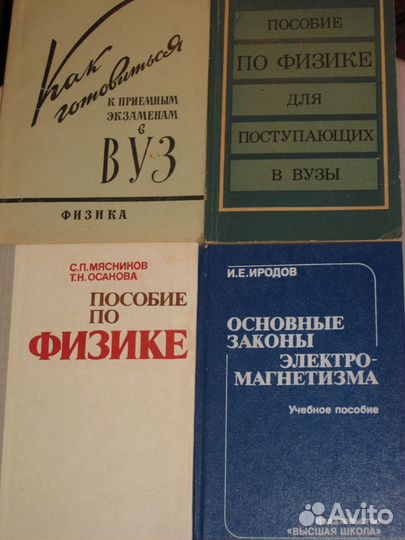 Как
готовиться
к приемным
экзаменам
в
ВУЗ
ФИЗИКА
ПОСОБИЕ
ПО ФИЗИКЕ
ДЛЯ
ПОСТУПАЮЩИХ
В ВУЗЫ
С.П.МЯСНИКОВ
Т.Н.ОСАНОВА
ПОСОБИЕ
ПО
ФИЗИКЕ
И.Е.ИРОДОВ
ОСНОВНЫЕ
ЗАКОНЫ
ЭЛЕКТРО-
МАГНЕТИЗМА
Учебное пособие
«ВЫСШАЯ ШКОЛА»
Avito